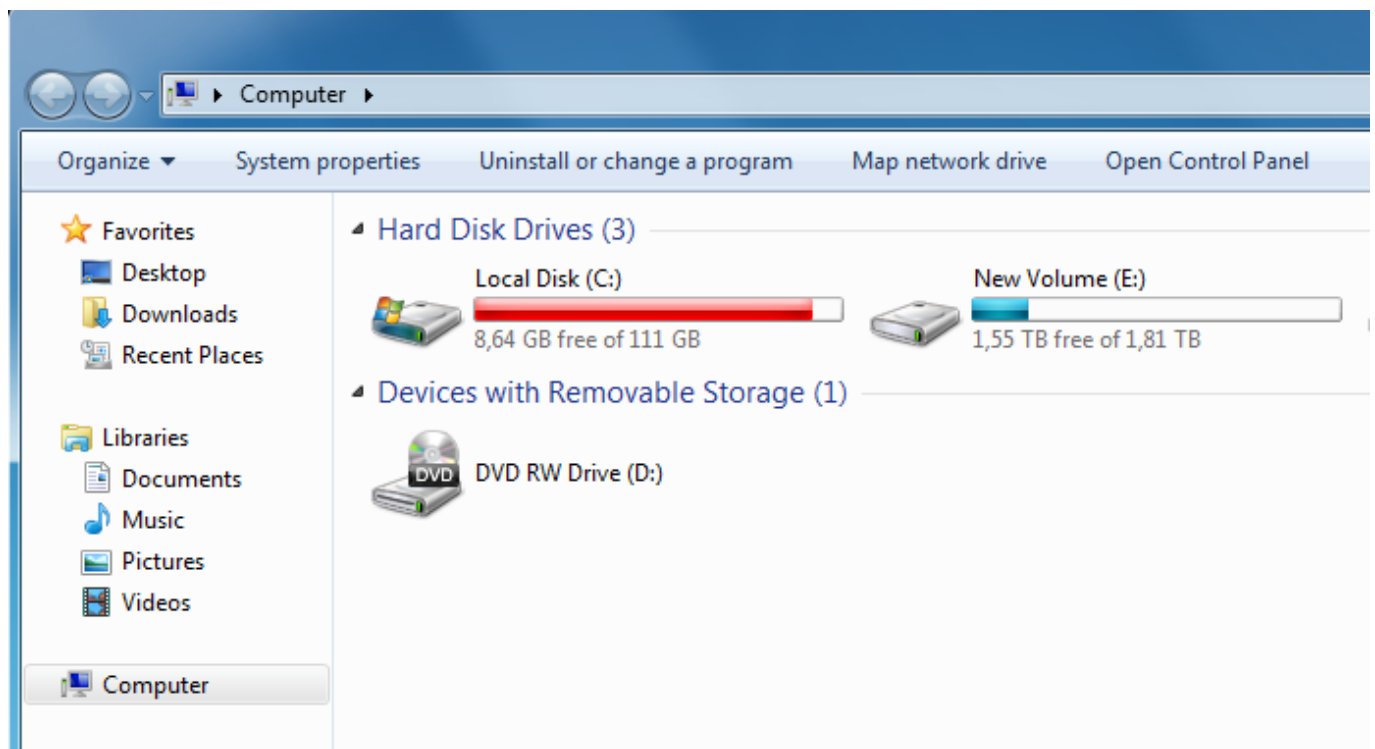 Computer
Organize System properties Uninstall or change a program Map network drive Open Control Panel
Favorites
Desktop
Downloads
Recent Places
Libraries
Documents
Music
Pictures
Videos
Computer
Hard Disk Drives (3)
Local Disk (C:)
8,64 GB free of 111 GB
New Volume (E:)
1,55 TB free of 1,81 TB
Devices with Removable Storage (1)
DVD
DVD RW Drive (D:)